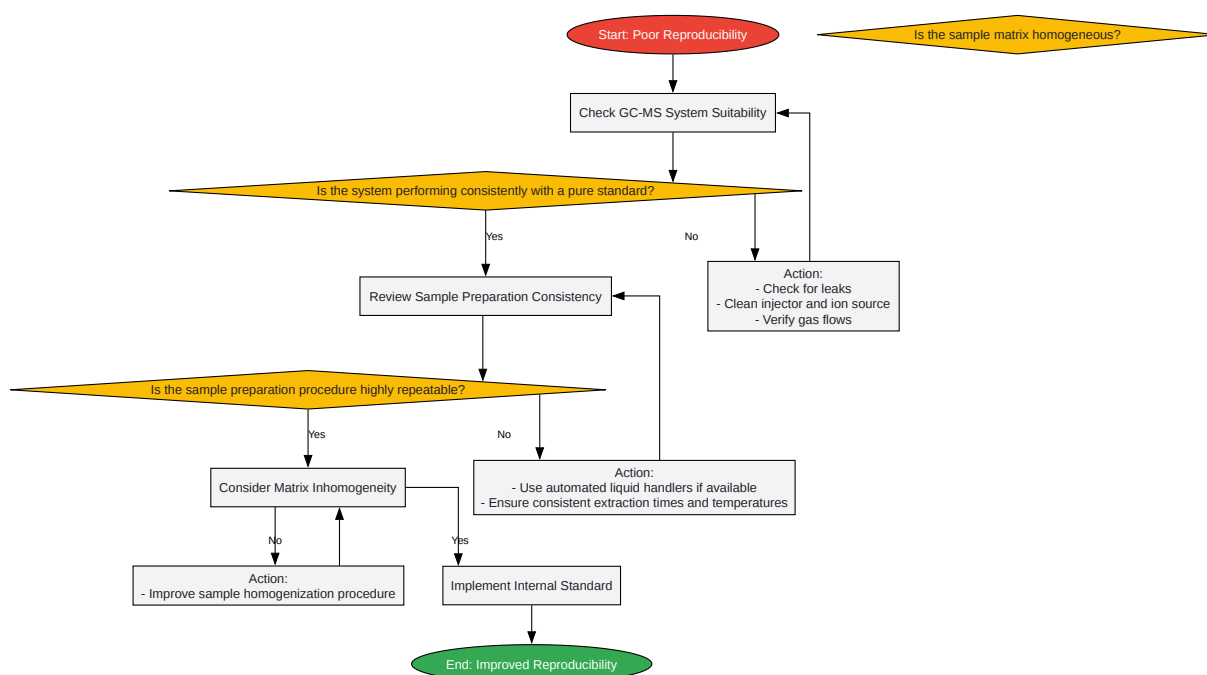 Start: Poor Reproducibility
Is the sample matrix homogeneous?
Check GC-MS System Suitability
Is the system performing consistently with a pure standard?
Yes
No
Action:
- Check for leaks
- Clean injector and ion source
- Verify gas flows
Review Sample Preparation Consistency
Is the sample preparation procedure highly repeatable?
Yes
No
Action:
- Use automated liquid handlers if available
- Ensure consistent extraction times and temperatures
Consider Matrix Inhomogeneity
No
Yes
Action:
- Improve sample homogenization procedure
Implement Internal Standard
End: Improved Reproducibility